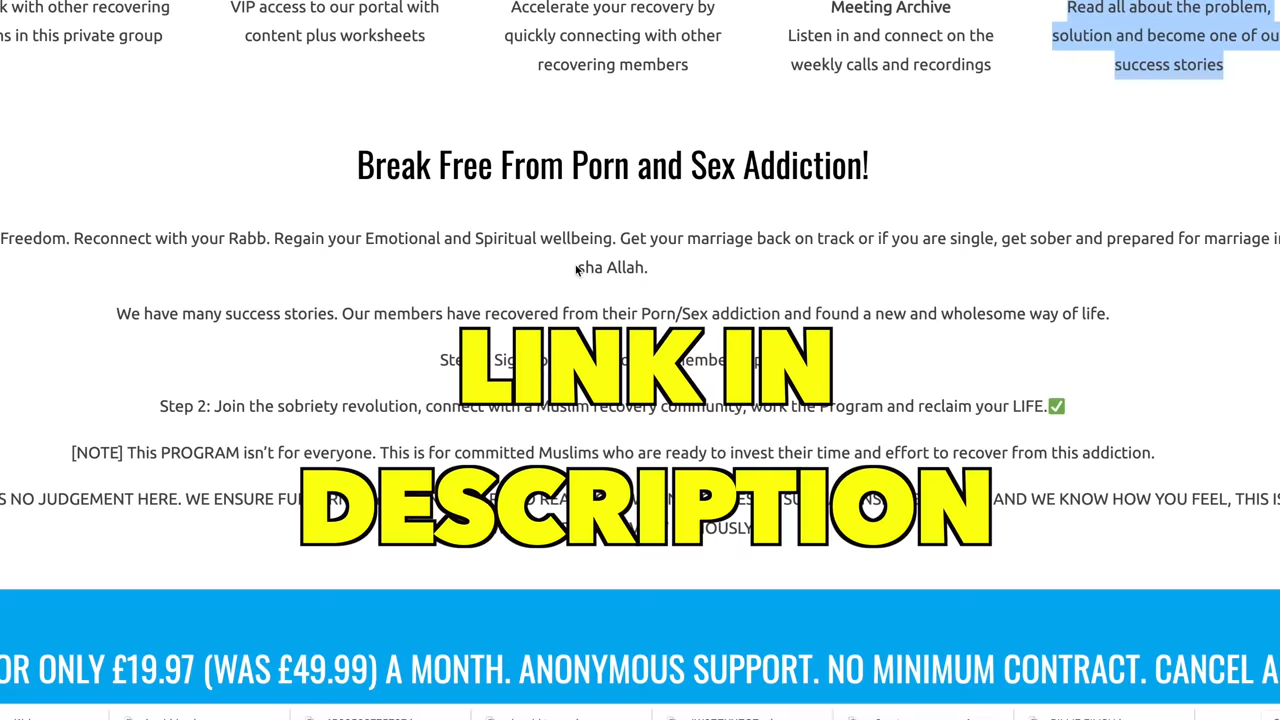 k with other recovering
ns in this private group
VIP access to our portal with
content plus worksheets
Accelerate your recovery by
quickly connecting with other
recovering members
Meeting Archive
Listen in and connect on the
weekly calls and recordings
Read all about the problem,
solution and become one of ou
success stories
Break Free From Porn and Sex Addiction!
Freedom. Reconnect with your Rabb. Regain your Emotional and Spiritual wellbeing. Get your marriage back on track or if you are single, get sober and prepared for marriage i
sha Allah.
We have many success stories. Our members have recovered from their Porn/Sex addiction and found a new and wholesome way of life.
LINK IN
Step 2: Join the sobriety revolution, connect with a Muslim recovery community, work the Program and reclaim your LIFE.✅
[NOTE] This PROGRAM isn’t for everyone. This is for committed Muslims who are ready to invest their time and effort to recover from this addiction.
S NO JUDGEMENT HERE. WE ENSURE AND WE KNOW HOW YOU FEEL, THIS IS
DESCRIPTION
OR ONLY £19.97 (WAS £49.99) A MONTH. ANONYMOUS SUPPORT. NO MINIMUM CONTRACT. CANCEL A